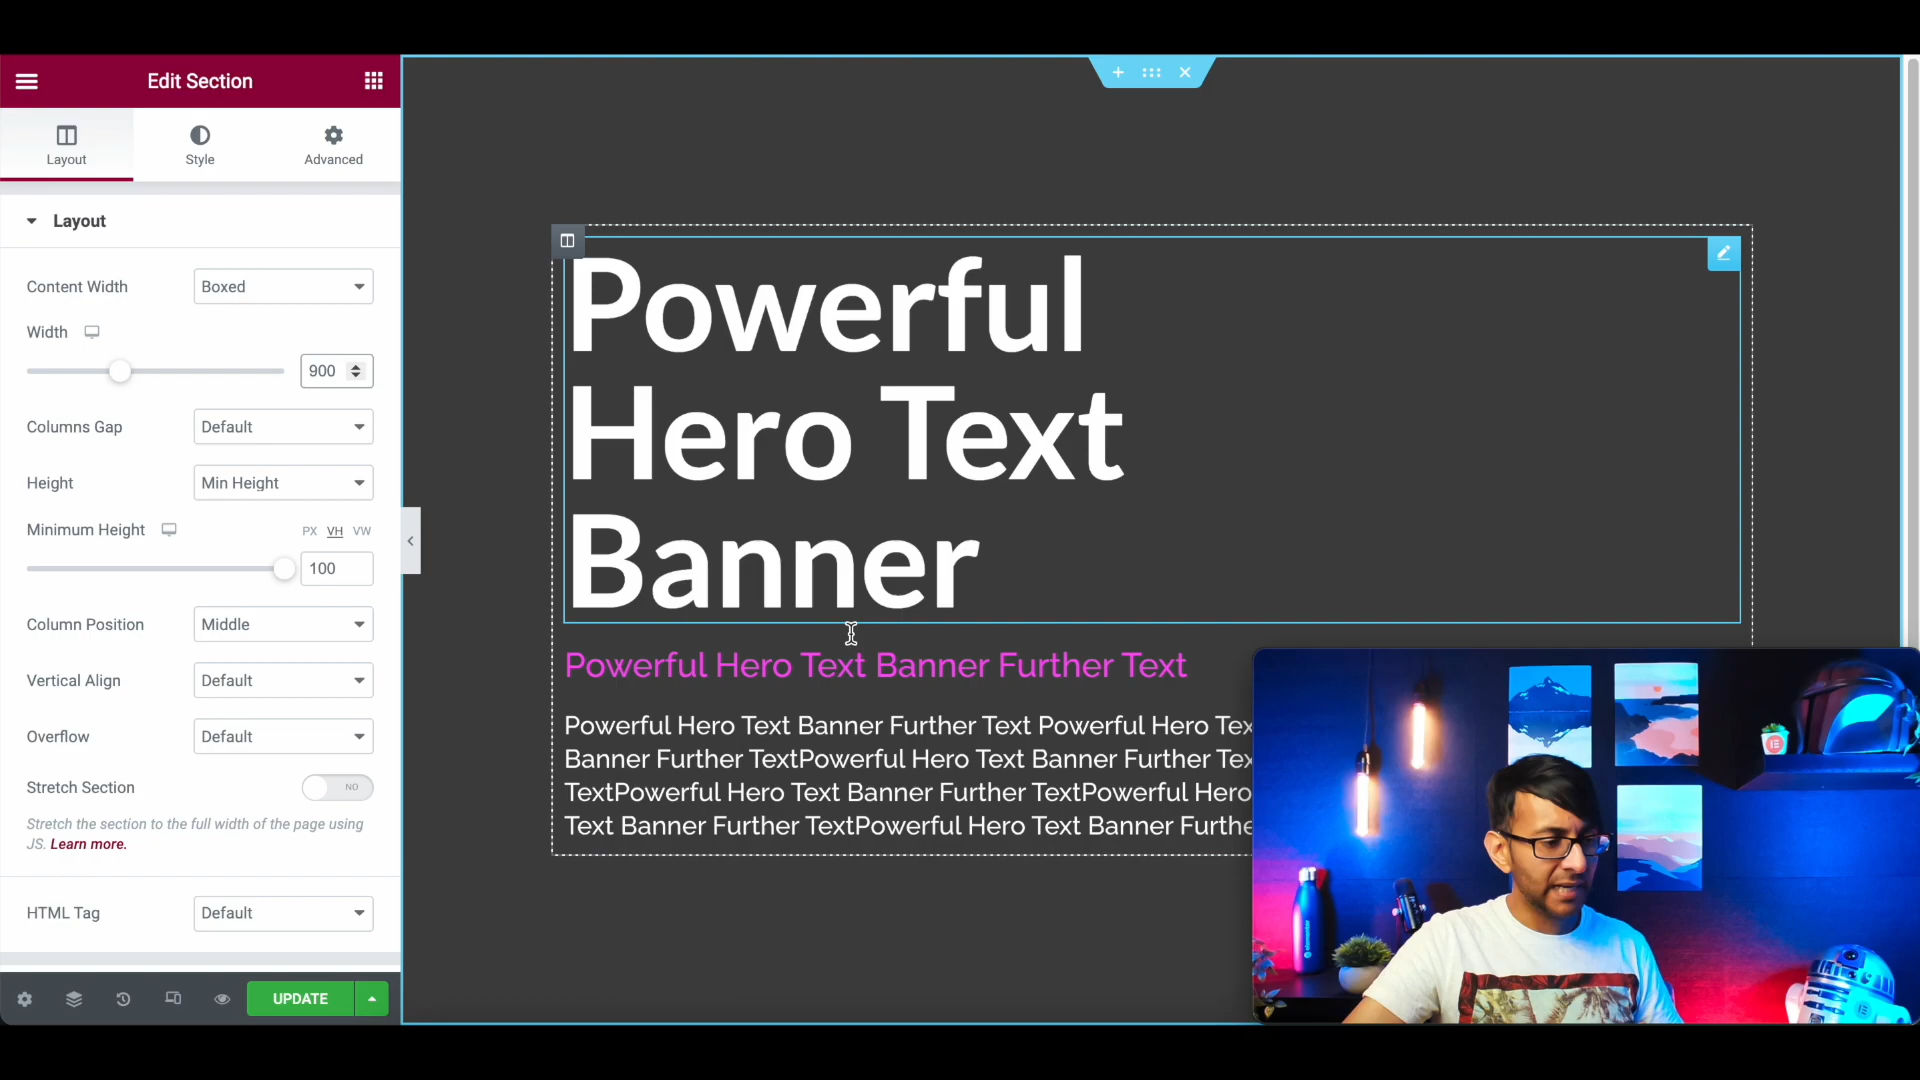 Edit Section
Layout
Style
Advanced
Layout
Content Width
Boxed
Width
900
Columns Gap
Default
Height
Min Height
Minimum Height
PX VH VW
100
Column Position
Middle
Vertical Align
Default
Overflow
Default
Stretch Section
NO
Stretch the section to the full width of the page using
JS. Learn more.
HTML Tag
Default
UPDATE
Powerful
Hero Text
Banner
Powerful Hero Text Banner Further Text
Powerful Hero Text Banner Further Text Powerful Hero Tex
Banner Further TextPowerful Hero Text Banner Further Tex
TextPowerful Hero Text Banner Further TextPowerful Hero
Text Banner Further TextPowerful Hero Text Banner Furthe
elementor